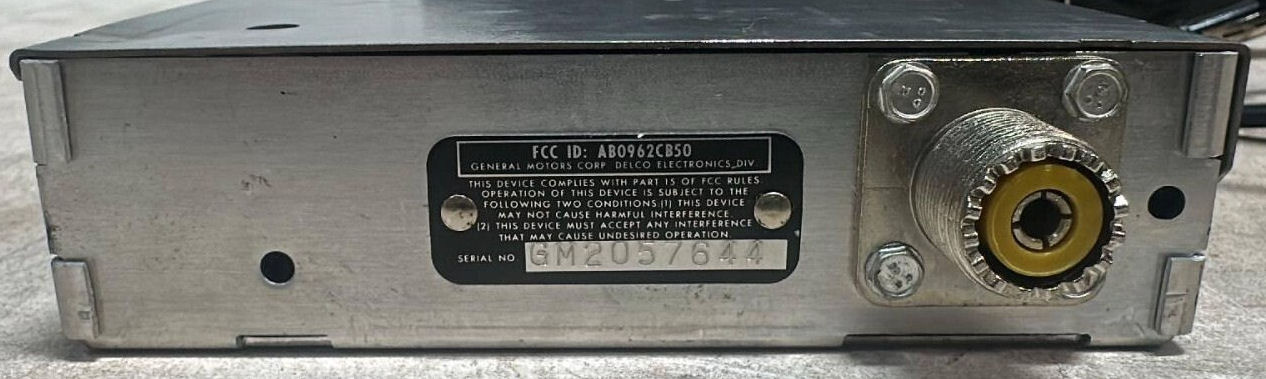 FCC ID: AB0962CB50
GENERAL MOTORS CORP DELCO ELECTRONICS DIV
THIS DEVICE COMPLIES WITH PART 15 OF FCC RULES
OPERATION OF THIS DEVICE IS SUBJECT TO THE
FOLLOWING TWO CONDITIONS.(1) THIS DEVICE
MAY NOT CAUSE HARMFUL INTERFERENCE.
(2) THIS DEVICE MUST ACCEPT ANY INTERFERENCE
THAT MAY CAUSE UNDESIRED OPERATION
SERIAL NO GM2057644